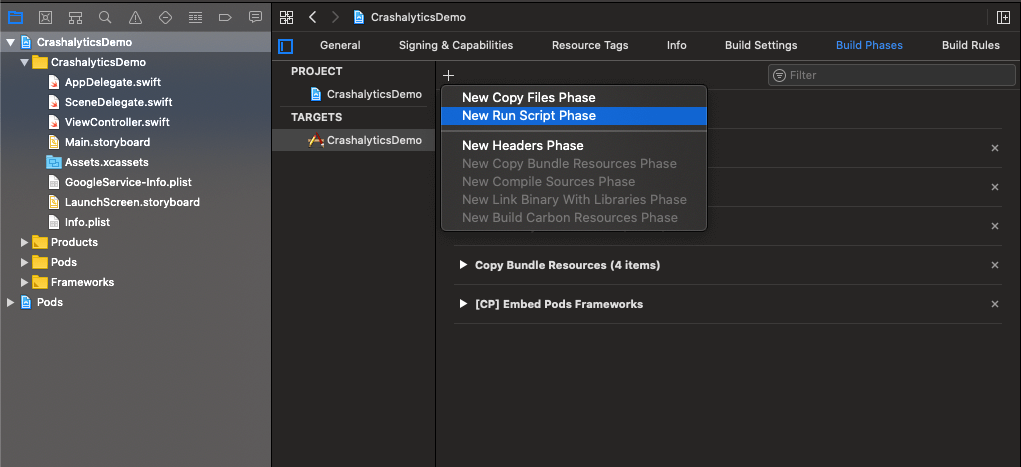 CrashalyticsDemo
General
Signing & Capabilities
Resource Tags
Info
Build Settings
Build Phases
Build Rules
CrashalyticsDemo
CrashalyticsDemo
AppDelegate.swift
SceneDelegate.swift
ViewController.swift
Main.storyboard
Assets.xcassets
GoogleService-Info.plist
LaunchScreen.storyboard
Info.plist
Products
Pods
Frameworks
Pods
PROJECT
CrashalyticsDemo
TARGETS
CrashalyticsDemo
Filter
New Copy Files Phase
New Run Script Phase
New Headers Phase
New Copy Bundle Resources Phase
New Compile Sources Phase
New Link Binary With Libraries Phase
New Build Carbon Resources Phase
Copy Bundle Resources (4 items)
[CP] Embed Pods Frameworks